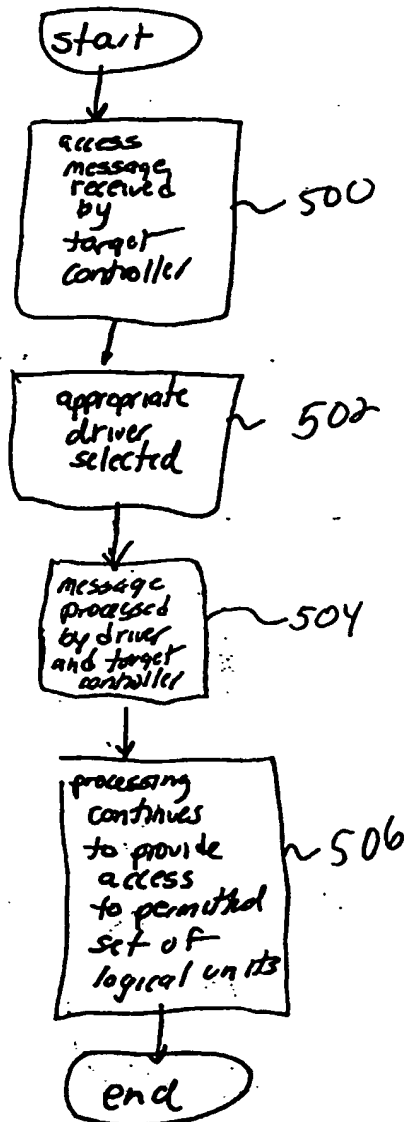 start
access
message
received
by
target
controller
500
appropriate
driver
selected
502
message
processed
by driver
and target
controller
504
processing
continues
to provide
access
to permitted
set of
logical units
506
end